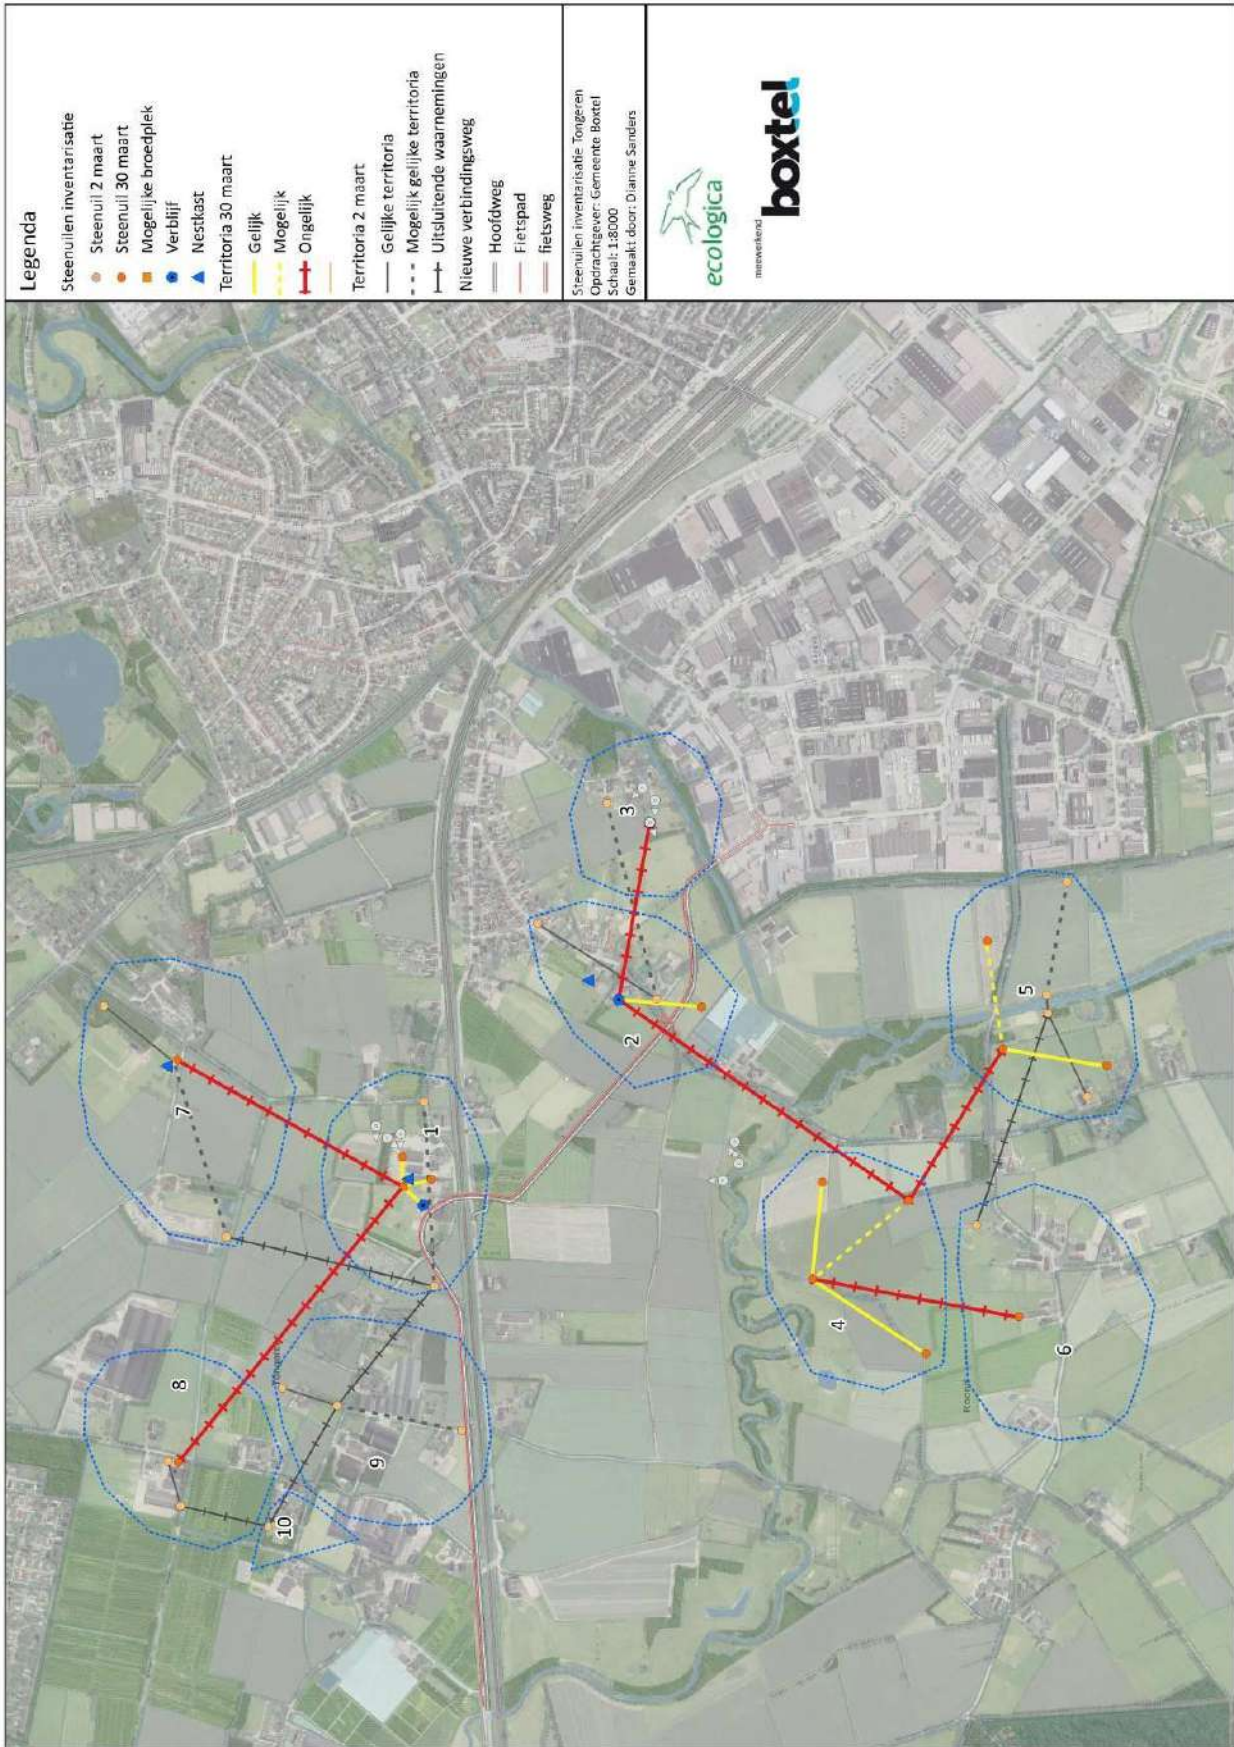 Legenda
Steenuilen inventarisatie
Steenuil 2 maart
Steenuil 30 maart
Mogelijke broedplek
Verblijf
Nestkast
Territoria 30 maart
Gelijk
Mogelijk
Ongelijk
Territoria 2 maart
Gelijke territoria
Mogelijk gelijke territoria
Uitsluitende waarnemingen
Nieuwe verbindingsweg
Hoofdweg
Fietspad
fietsweg
Steenuilen inventarisatie Tongeren
Opdrachtgever: Gemeente Boxtel
Schaal: 1:8000
Gemaakt door: Dianne Sanders
ecologica
meewerkend
boxtel
7
1
8
9
10
3
2
5
4
6